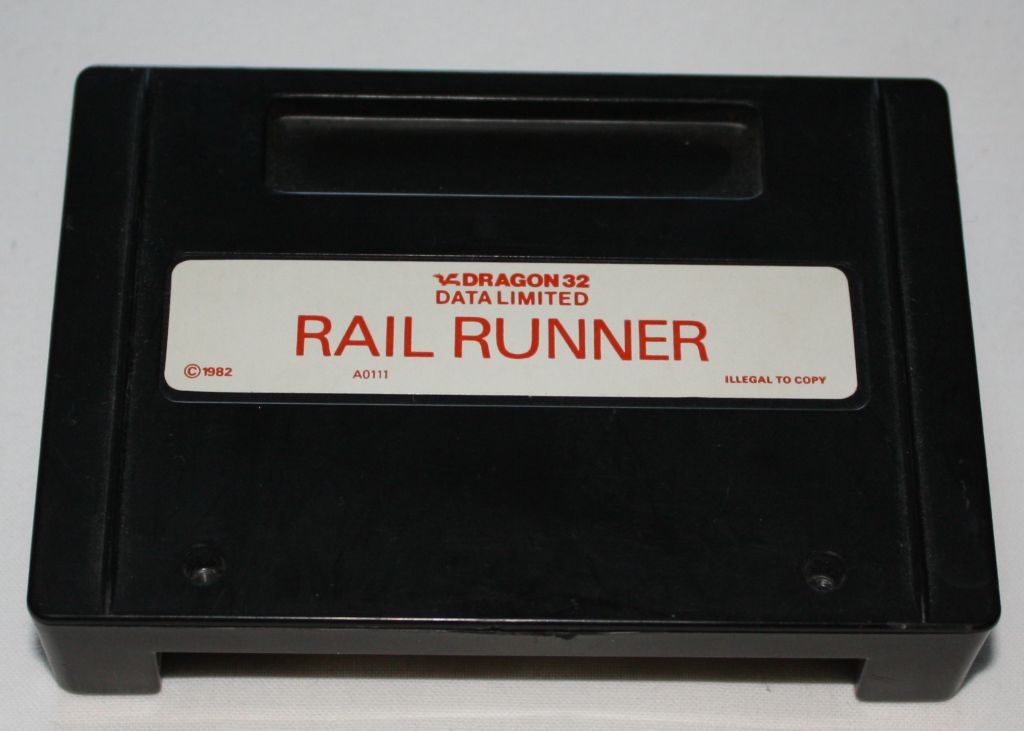 DRAGON 32
DATA LIMITED
RAIL RUNNER
©1982 A0111 ILLEGAL TO COPY